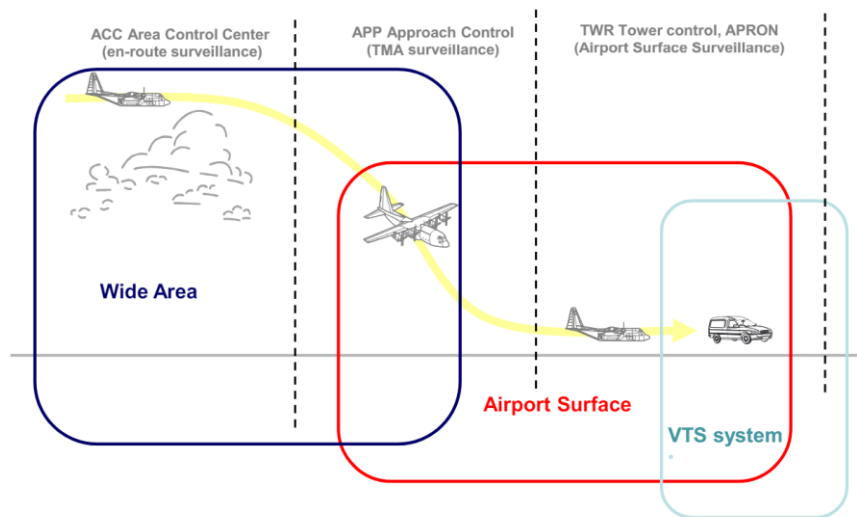 ACC Area Control Center
(en-route surveillance)
APP Approach Control
(TMA surveillance)
TWR Tower control, APRON
(Airport Surface Surveillance)
Wide Area
Airport Surface
VTS system